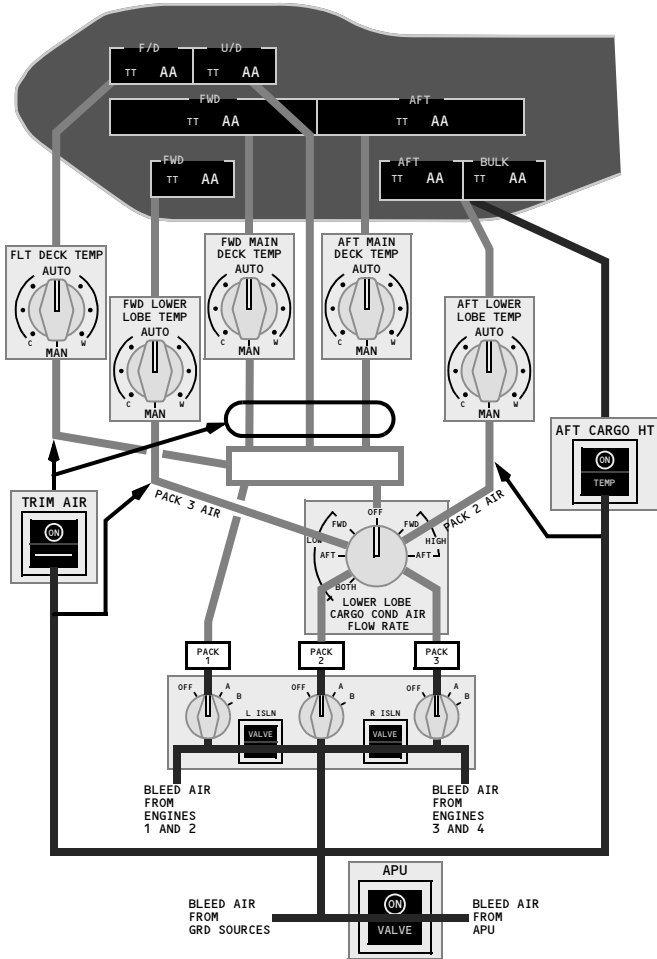 F/D U/D
TT AA TT AA
FWD AFT
TT AA TT AA
FWD
TT AA
AFT BULK
TT AA TT AA
FLT DECK TEMP
AUTO
C W
MAN
FWD LOWER
LOBE TEMP
AUTO
C W
MAN
FWD MAIN
DECK TEMP
AUTO
C W
MAN
AFT MAIN
DECK TEMP
AUTO
C W
MAN
AFT LOWER
LOBE TEMP
AUTO
C W
MAN
AFT CARGO HT
ON
TEMP
TRIM AIR
ON
PACK 3 AIR
PACK 2 AIR
OFF
FWD FWD
LOW HIGH
AFT AFT
BOTH
LOWER LOBE
CARGO COND AIR
FLOW RATE
PACK
1
PACK
2
PACK
3
OFF A
B
OFF A
B
OFF A
B
L ISLN
VALVE
R ISLN
VALVE
BLEED AIR
FROM
ENGINES
1 AND 2
BLEED AIR
FROM
ENGINES
3 AND 4
APU
ON
VALVE
BLEED AIR
FROM
GRD SOURCES
BLEED AIR
FROM
APU